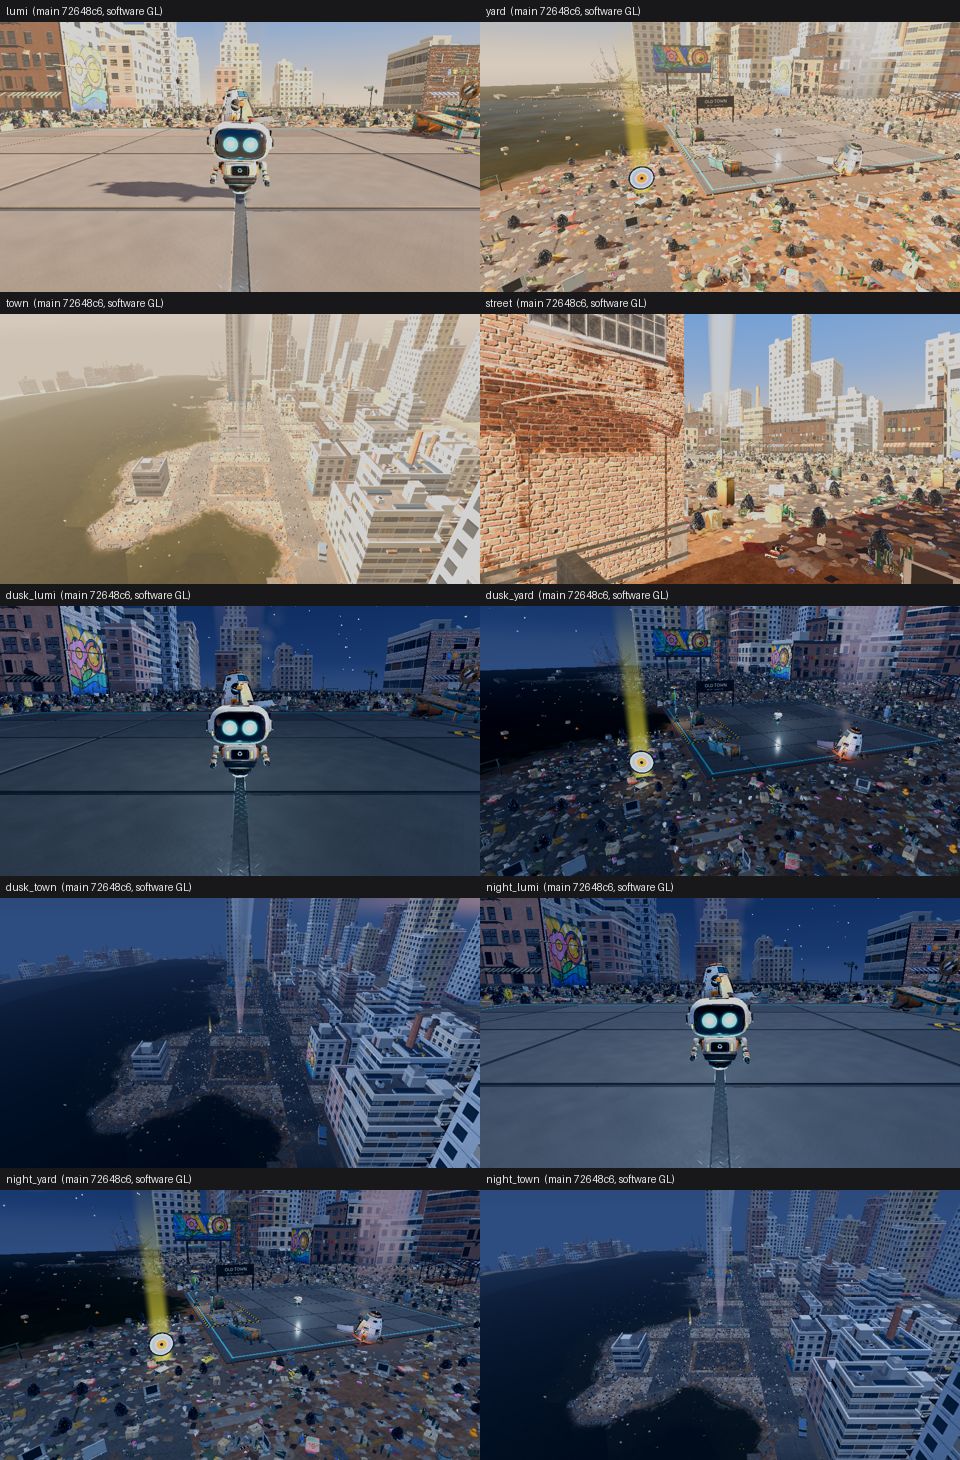 lumi (main 72648c6, software GL)
yard (main 72648c6, software GL)
OLD TOWN
town (main 72648c6, software GL)
street (main 72648c6, software GL)
dusk_lumi (main 72648c6, software GL)
dusk_yard (main 72648c6, software GL)
OLD TOWN
dusk_town (main 72648c6, software GL)
night_lumi (main 72648c6, software GL)
night_yard (main 72648c6, software GL)
OLD TOWN
night_town (main 72648c6, software GL)